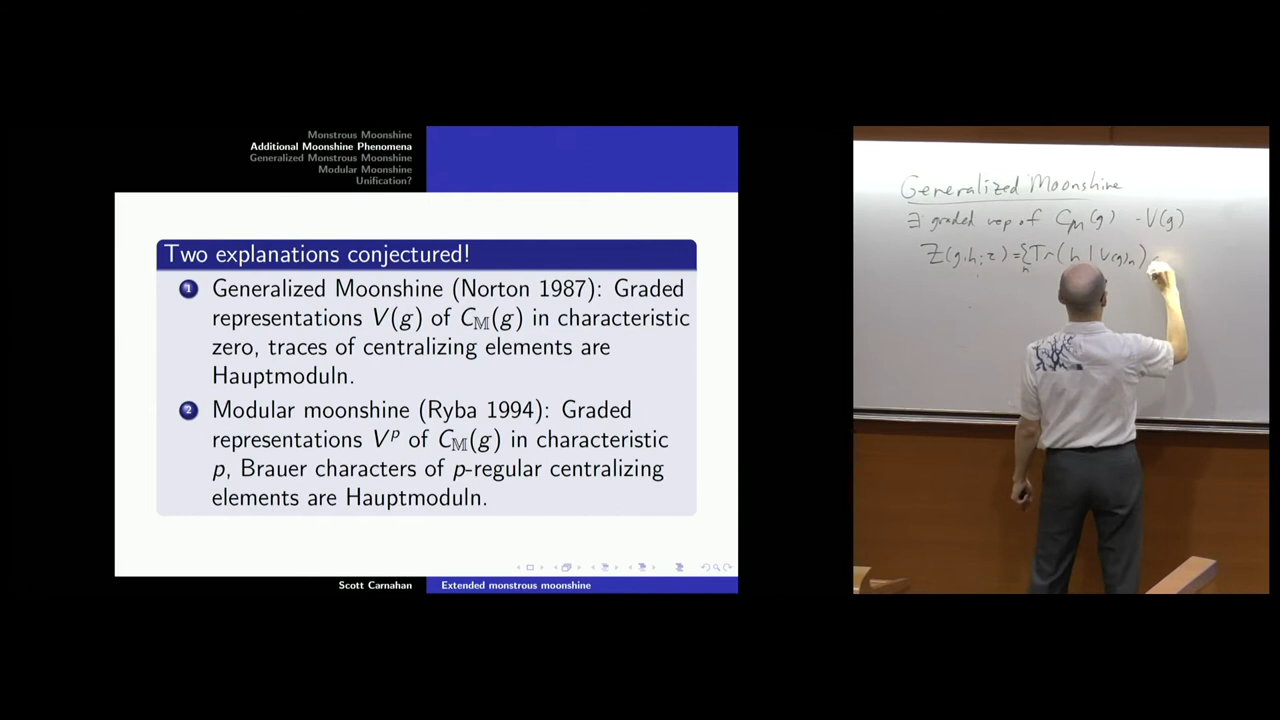 Monstrous Moonshine
Additional Moonshine Phenomena
Generalized Monstrous Moonshine
Modular Moonshine
Unification?
Two explanations conjectured!
1 Generalized Moonshine (Norton 1987): Graded
representations V(g) of C𝕄(g) in characteristic
zero, traces of centralizing elements are
Hauptmoduln.
2 Modular moonshine (Ryba 1994): Graded
representations Vᵖ of C𝕄(g) in characteristic
p, Brauer characters of p-regular centralizing
elements are Hauptmoduln.
Scott Carnahan
Extended monstrous moonshine
Generalized Moonshine
∃ graded rep of C𝕄(g) - V(g)
Z(g,h;τ) = Σₙ Tr(h | V(g)ₙ)